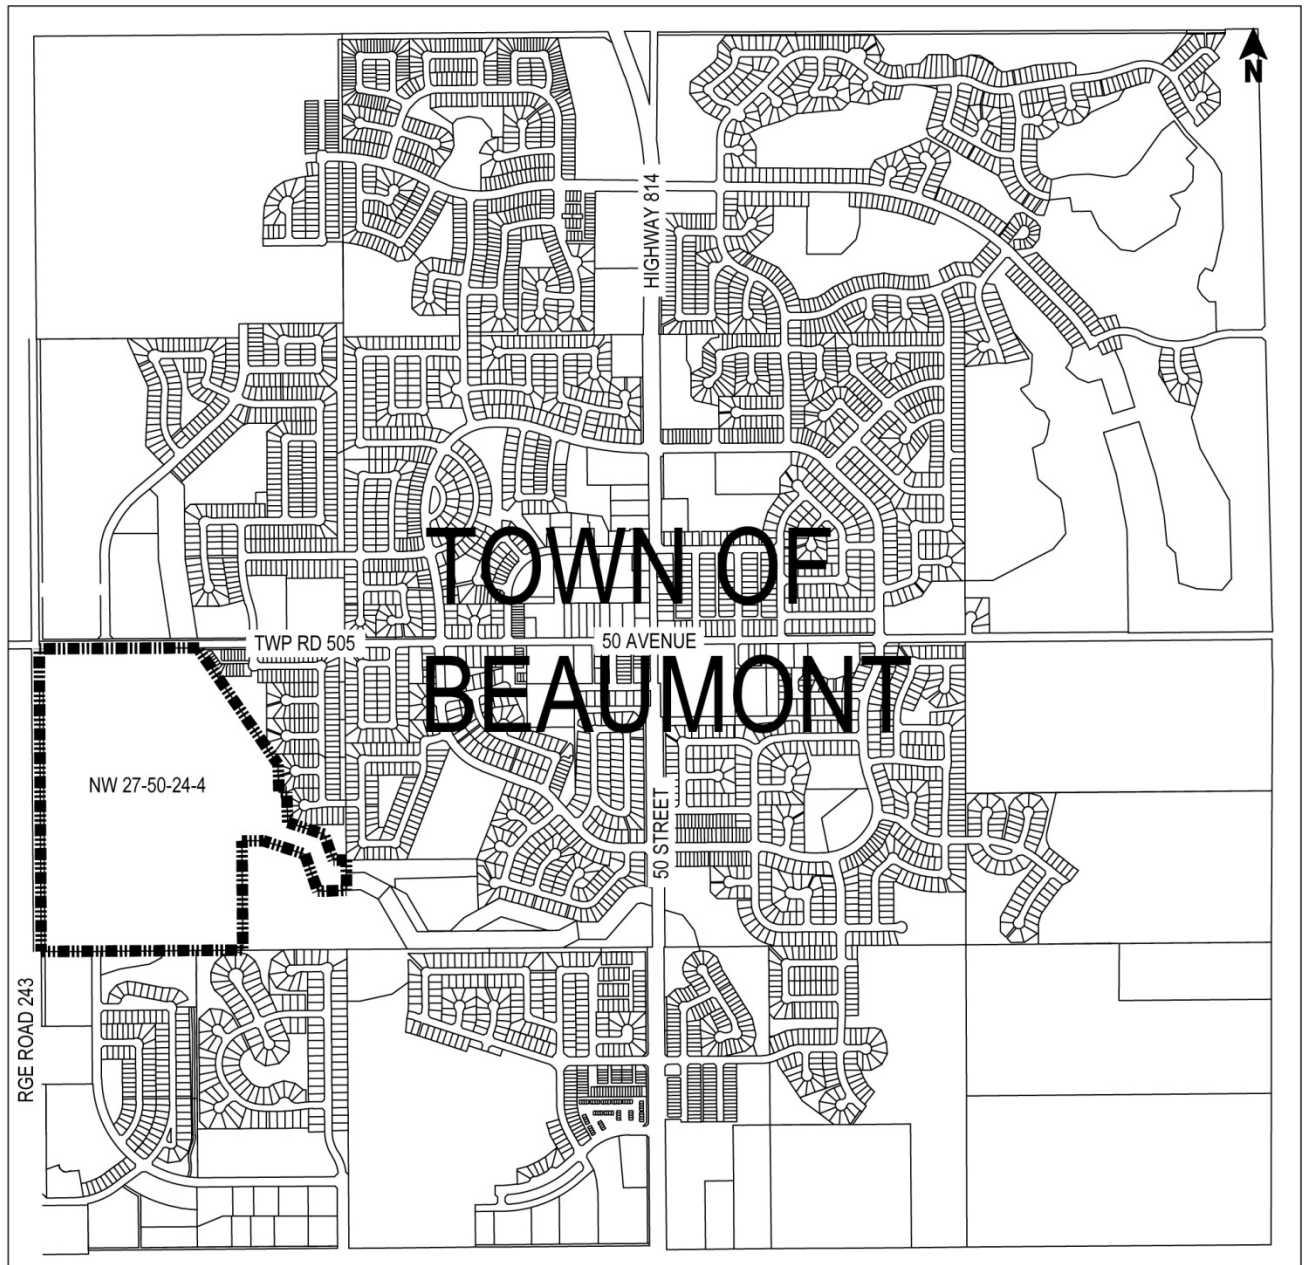 N
HIGHWAY 814
TOWN OF
TWP RD 505
50 AVENUE
BEAUMONT
NW 27-50-24-4
50 STREET
RGE ROAD 243